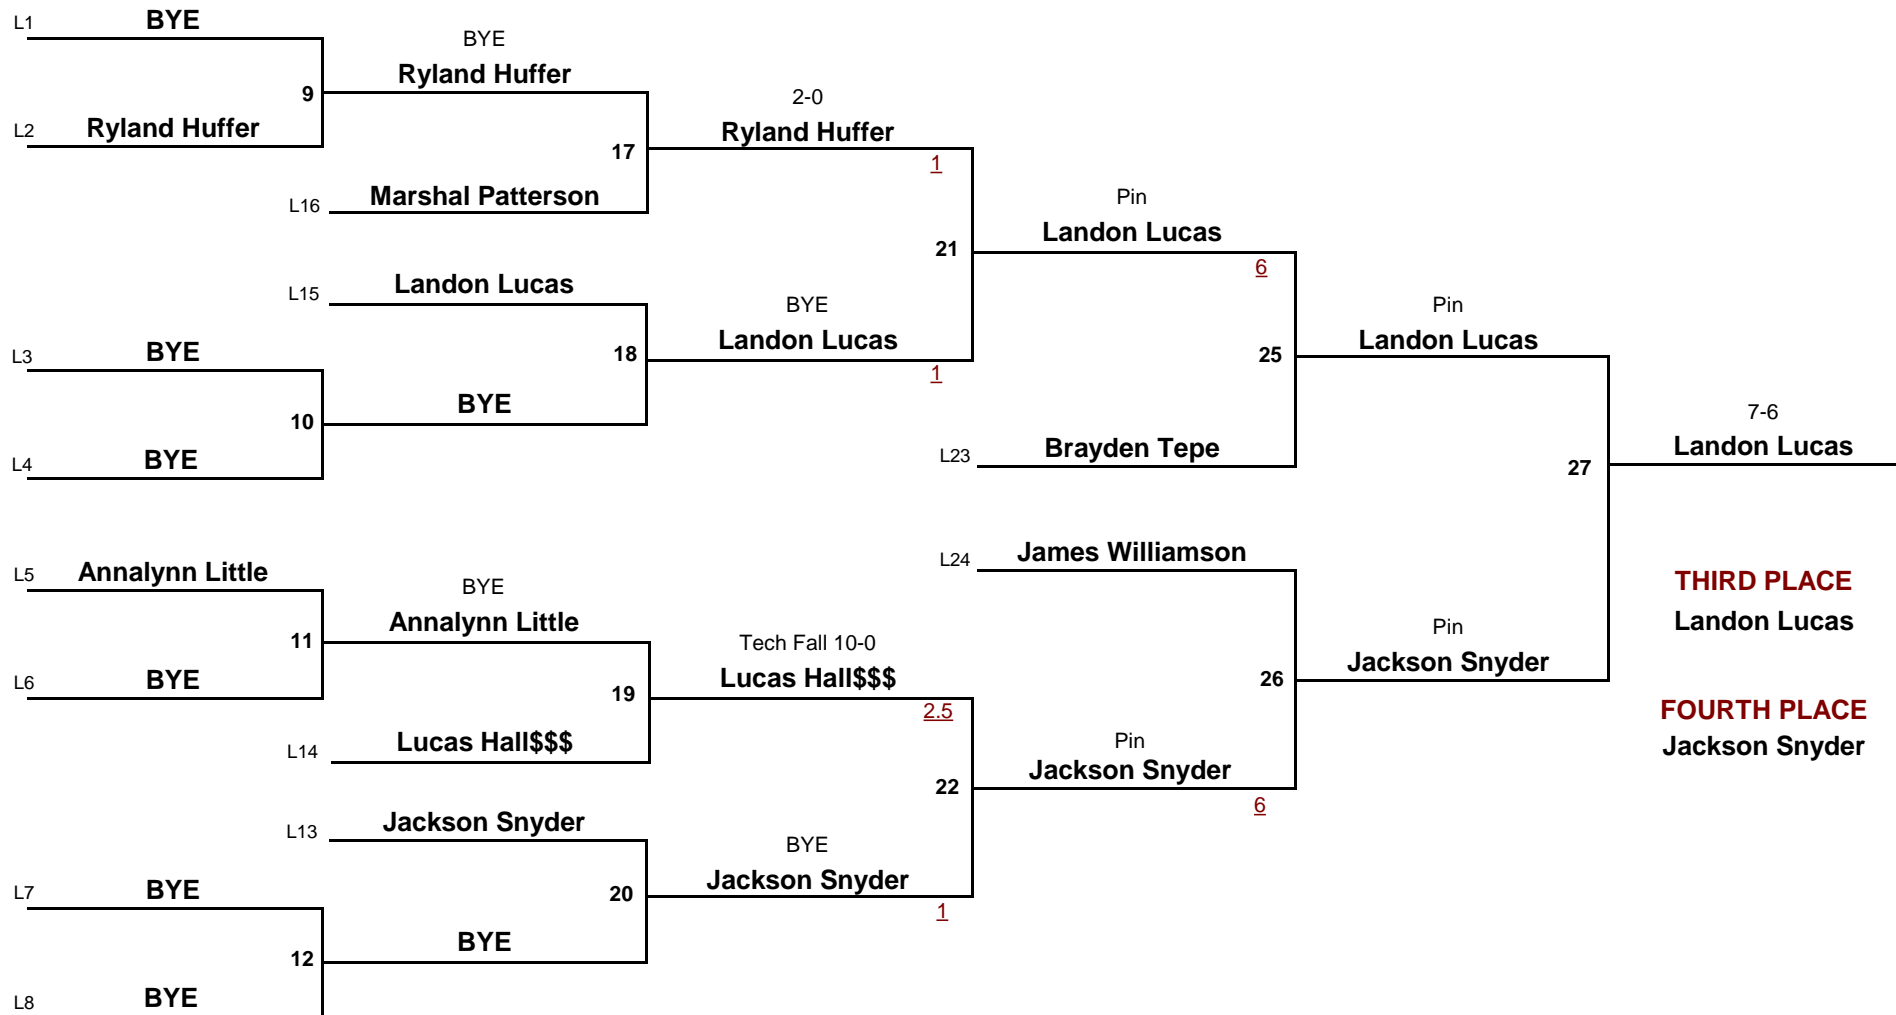 L1 BYE
9
L2 Ryland Huffer
BYE
Ryland Huffer
17
L16 Marshal Patterson
2-0
Ryland Huffer
1
21
L15 Landon Lucas
18
L3 BYE
10
L4 BYE
BYE
BYE
Landon Lucas
1
Pin
Landon Lucas
6
25
L23 Brayden Tepe
Pin
Landon Lucas
27
7-6
Landon Lucas
L5 Annalynn Little
11
L6 BYE
BYE
Annalynn Little
19
L14 Lucas Hall$$$
Tech Fall 10-0
Lucas Hall$$$
2.5
22
L13 Jackson Snyder
20
L7 BYE
12
L8 BYE
BYE
BYE
Jackson Snyder
1
L24 James Williamson
26
Pin
Jackson Snyder
6
Pin
Jackson Snyder
THIRD PLACE
Landon Lucas
FOURTH PLACE
Jackson Snyder